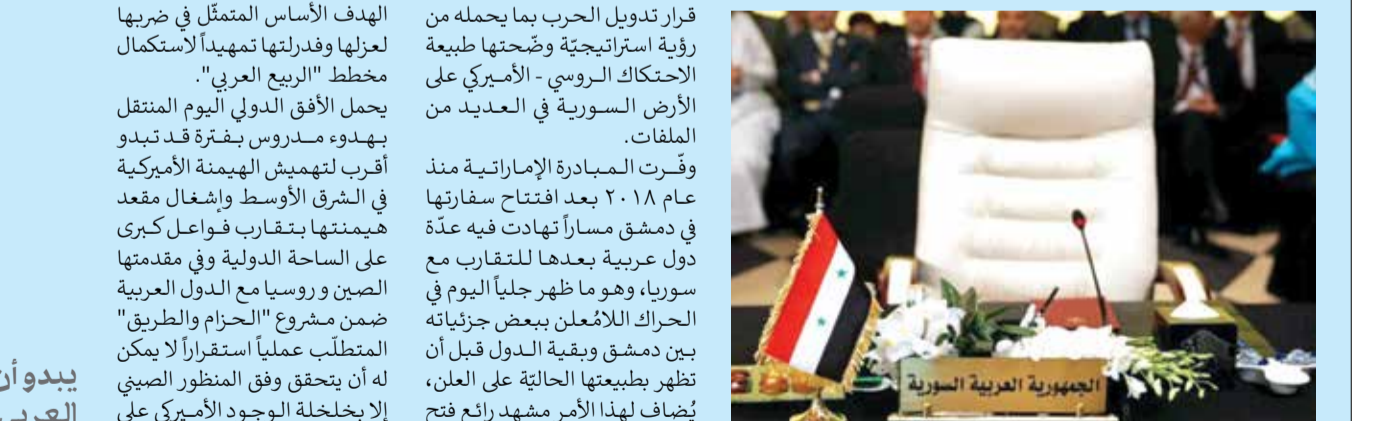 قرار تدويل الحرب بما يحمله من
رؤية استراتيجيّة وضّحتها طبيعة
الاحتكاك الروسي - الأميركي على
الأرض السورية في العديد من
الملفات.
وفّرت المبادرة الإماراتية منذ
عام ٢٠١٨ بعد افتتاح سفارتها
في دمشق مساراً تهادت فيه عدّة
دول عربية بعدها للتقارب مع
سوريا، وهو ما ظهر جلياً اليوم في
الحراك اللامُعلن ببعض جزئياته
بين دمشق وبقية الدول قبل أن
تظهر بطبيعتها الحاليّة على العلن،
يُضاف لهذا الأمر مشهد رائع فتح
الهدف الأساس المتمثّل في ضربها
لعزلها وفدرلتها تمهيداً لاستكمال
مخطط "الربيع العربي".
يحمل الأفق الدولي اليوم المنتقل
بهدوء مدروس بفترة قد تبدو
أقرب لتهميش الهيمنة الأميركية
في الشرق الأوسط وإشغال مقعد
هيمنتها بتقارب فواعل كبرى
على الساحة الدولية وفي مقدمتها
الصين وروسيا مع الدول العربية
ضمن مشروع "الحزام والطريق"
المتطلّب عملياً استقراراً لا يمكن
له أن يتحقق وفق المنظور الصيني
إلا بخلخلة الوجود الأميركي على
يبدو أن
العربي
الجمهورية العربية السورية